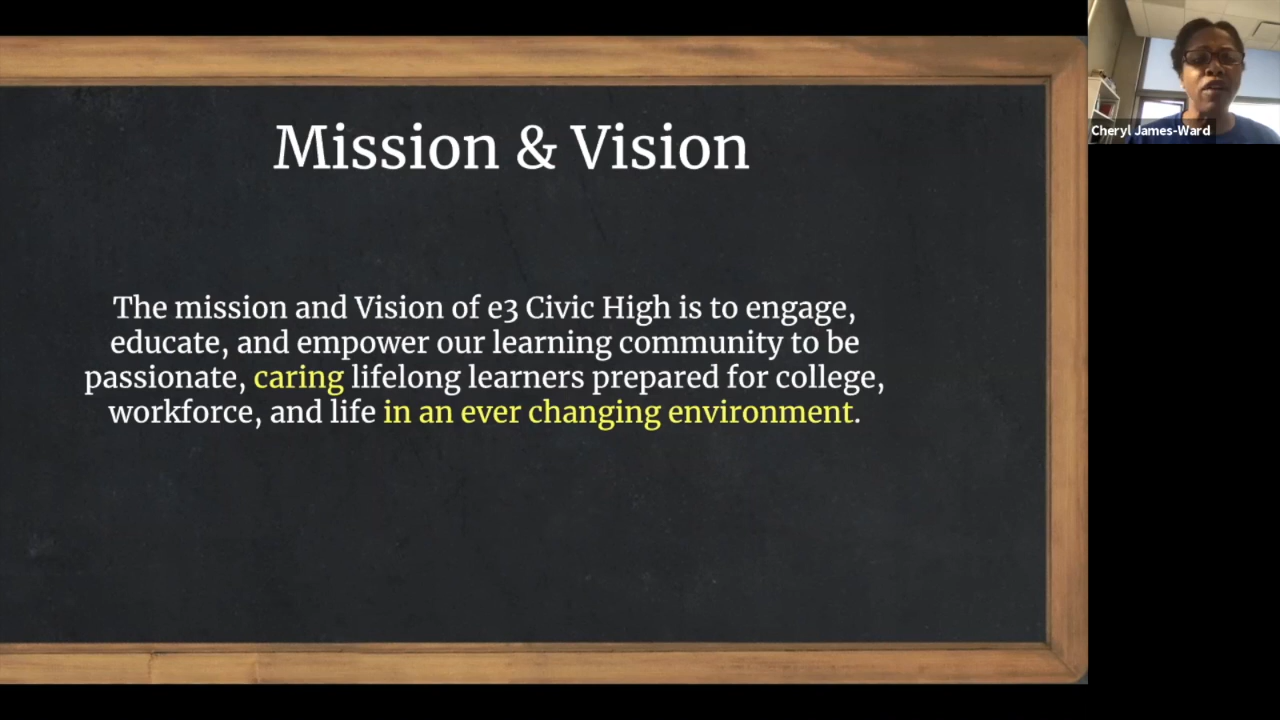 Mission & Vision
The mission and Vision of e3 Civic High is to engage,
educate, and empower our learning community to be
passionate, caring lifelong learners prepared for college,
workforce, and life in an ever changing environment.
Cheryl James-Ward